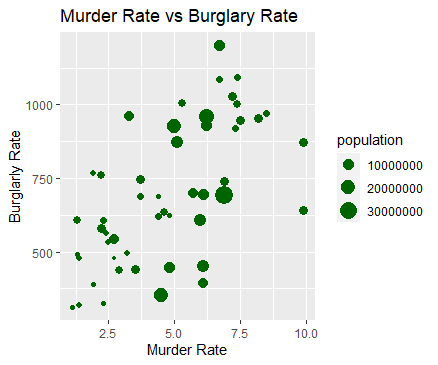 Murder Rate vs Burglary Rate
Burglarly Rate
1000
750
500
2.5 5.0 7.5 10.0
Murder Rate
population
10000000
20000000
30000000